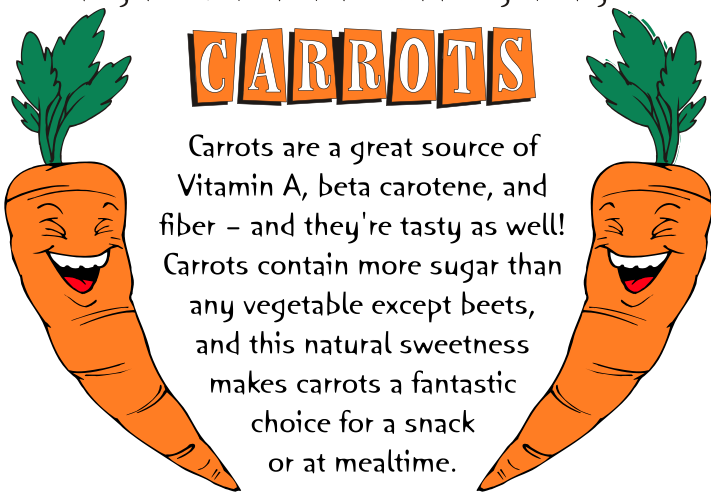 CARROTS
Carrots are a great source of
Vitamin A, beta carotene, and
fiber – and they're tasty as well!
Carrots contain more sugar than
any vegetable except beets,
and this natural sweetness
makes carrots a fantastic
choice for a snack
or at mealtime.